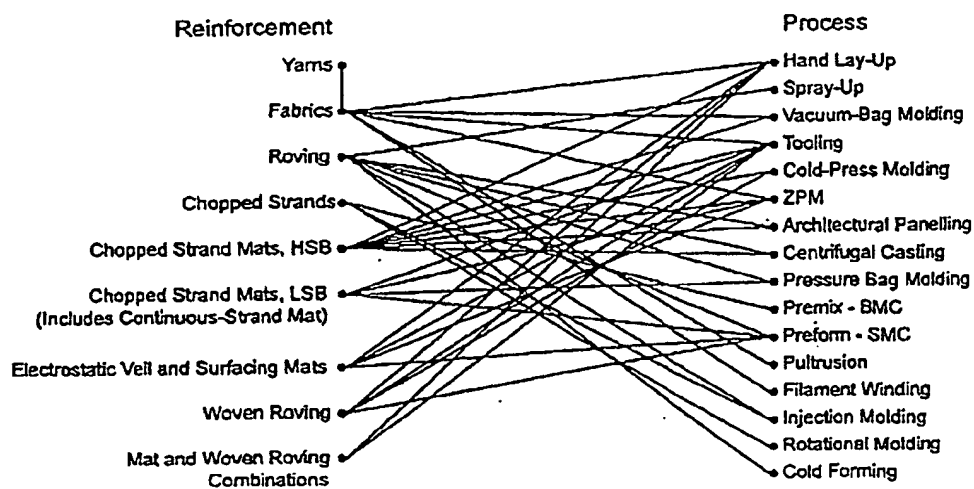 Reinforcement
Yarns
Fabrics
Roving
Chopped Strands
Chopped Strand Mats, HSB
Chopped Strand Mats, LSB
(Includes Continuous-Strand Mat)
Electrostatic Veil and Surfacing Mats
Woven Roving
Mat and Woven Roving
Combinations
Process
Hand Lay-Up
Spray-Up
Vacuum-Bag Molding
Tooling
Cold-Press Molding
ZPM
Architectural Panelling
Centrifugal Casting
Pressure Bag Molding
Premix - BMC
Preform - SMC
Pultrusion
Filament Winding
Injection Molding
Rotational Molding
Cold Forming